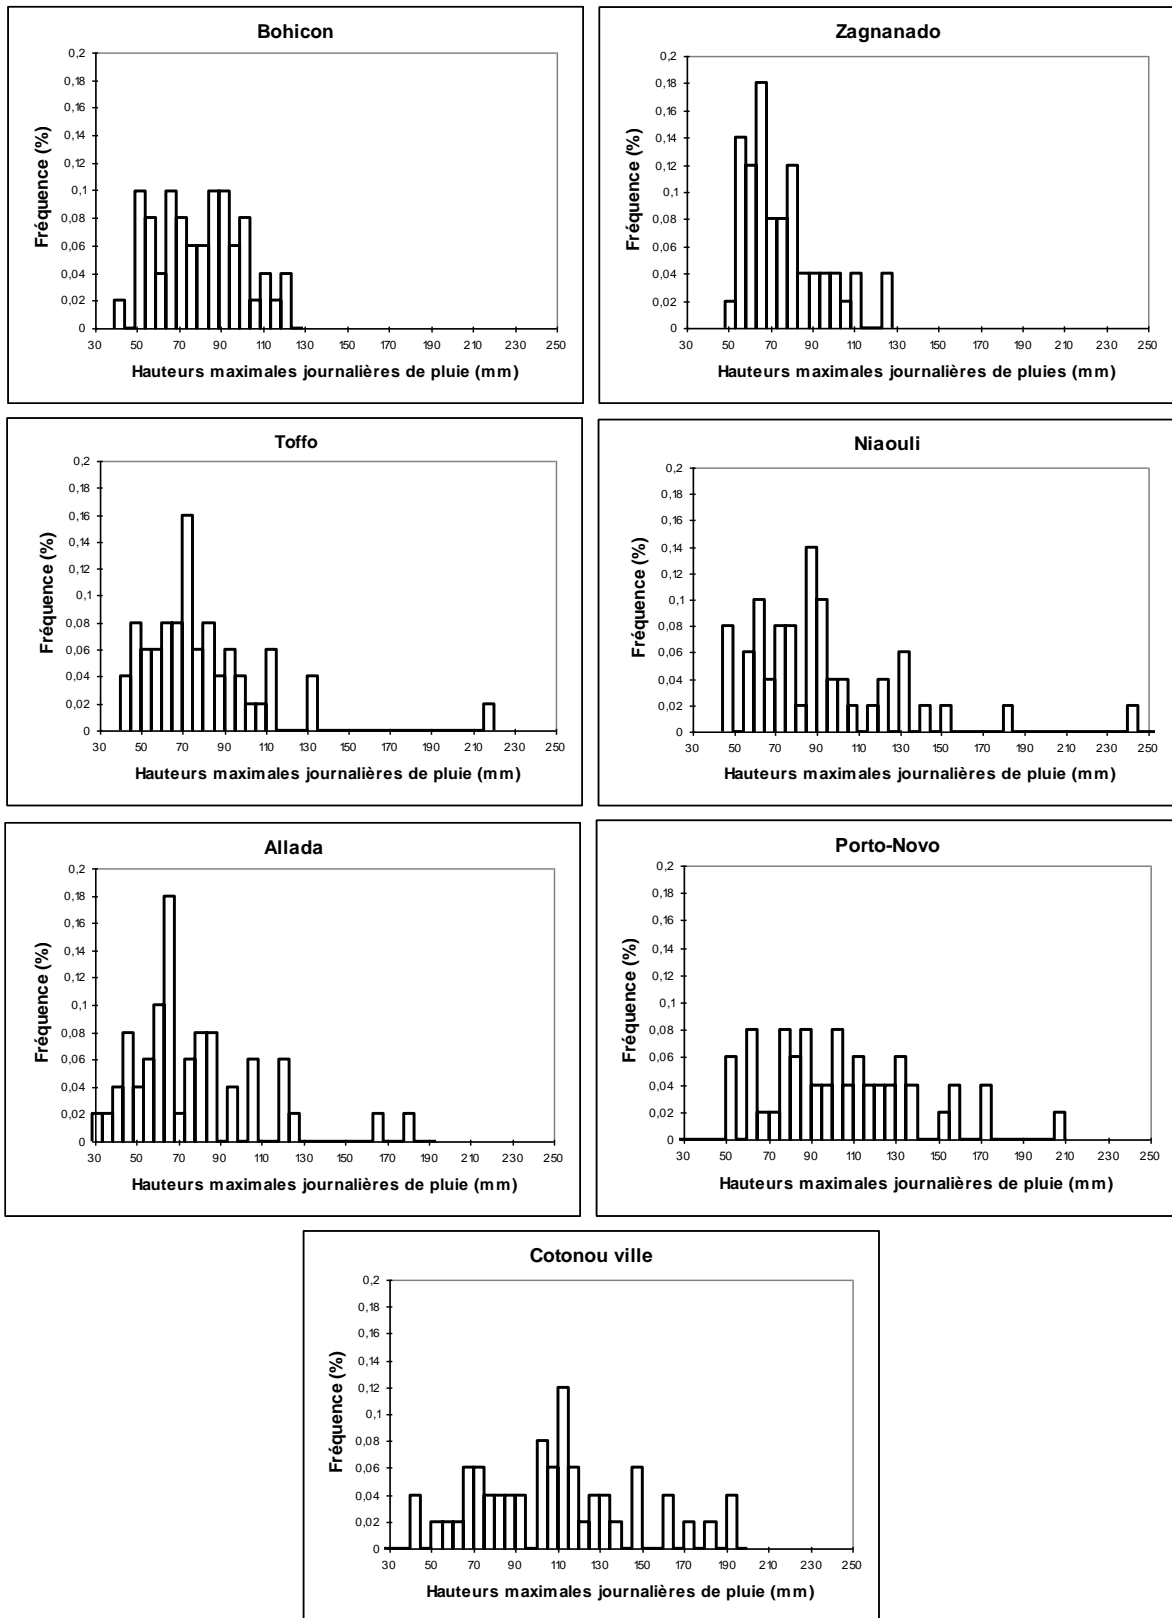 Bohicon
Fréquence (%)
0,2
0,18
0,16
0,14
0,12
0,1
0,08
0,06
0,04
0,02
0
30 50 70 90 110 130 150 170 190 210 230 250
Hauteurs maximales journalières de pluie (mm)
Zagnanado
Fréquence (%)
0,2
0,18
0,16
0,14
0,12
0,1
0,08
0,06
0,04
0,02
0
30 50 70 90 110 130 150 170 190 210 230 250
Hauteurs maximales journalières de pluies (mm)
Toffo
Fréquence (%)
0,2
0,18
0,16
0,14
0,12
0,1
0,08
0,06
0,04
0,02
0
30 50 70 90 110 130 150 170 190 210 230 250
Hauteurs maximales journalières de pluie (mm)
Niaouli
Fréquence (%)
0,2
0,18
0,16
0,14
0,12
0,1
0,08
0,06
0,04
0,02
0
30 50 70 90 110 130 150 170 190 210 230 250
Hauteurs maximales journalières de pluie (mm)
Allada
Fréquence (%)
0,2
0,18
0,16
0,14
0,12
0,1
0,08
0,06
0,04
0,02
0
30 50 70 90 110 130 150 170 190 210 230 250
Hauteurs maximales journalières de pluie (mm)
Porto-Novo
Fréquence (%)
0,2
0,18
0,16
0,14
0,12
0,1
0,08
0,06
0,04
0,02
0
30 50 70 90 110 130 150 170 190 210 230 250
Hauteurs maximales journalières de pluie (mm)
Cotonou ville
Fréquence (%)
0,2
0,18
0,16
0,14
0,12
0,1
0,08
0,06
0,04
0,02
0
30 50 70 90 110 130 150 170 190 210 230 250
Hauteurs maximales journalières de pluie (mm)